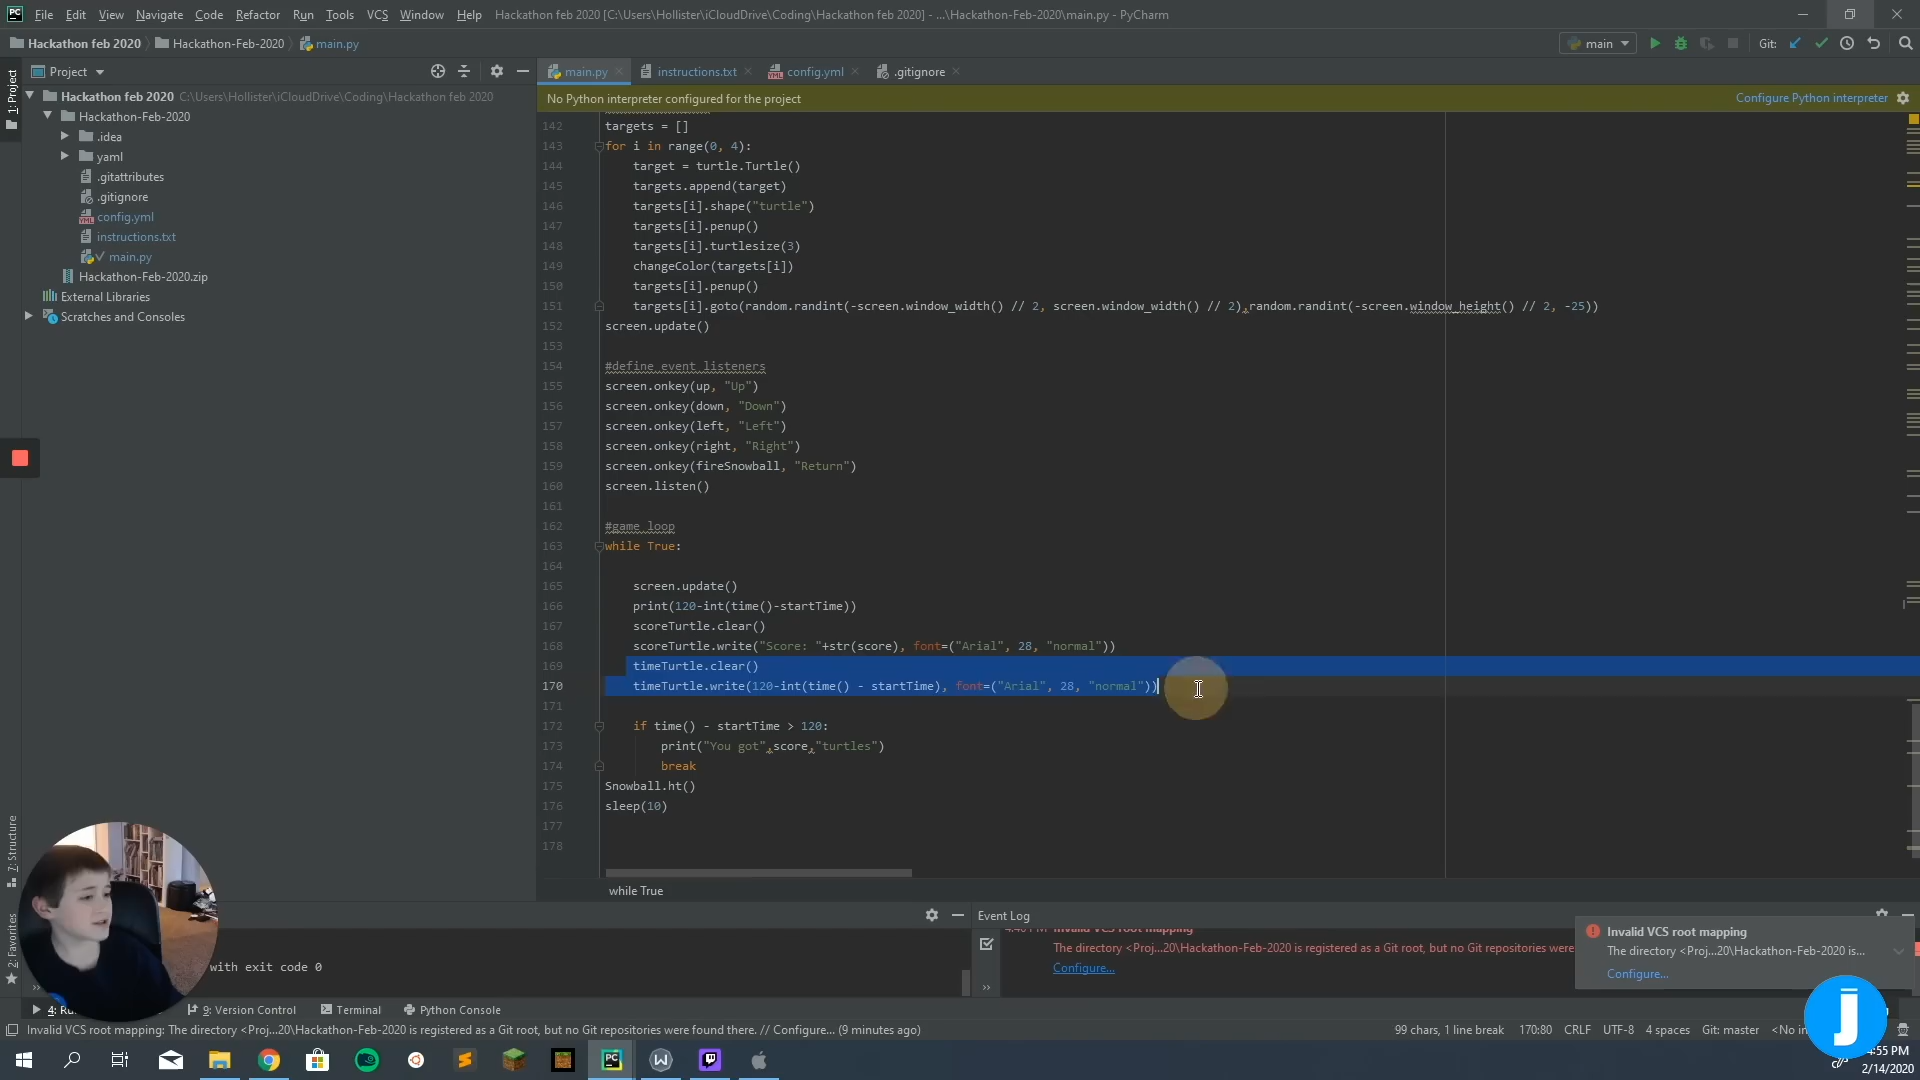 File Edit View Navigate Code Refactor Run Tools VCS Window Help Hackathon feb 2020 [C:\Users\Hollister\iCloudDrive\Coding\Hackathon feb 2020] - ...\Hackathon-Feb-2020\main.py - PyCharm
Hackathon feb 2020 Hackathon-Feb-2020 main.py main Git:
Project main.py instructions.txt config.yml .gitignore
1: Project
Hackathon feb 2020 C:\Users\Hollister\iCloudDrive\Coding\Hackathon feb 2020
Hackathon-Feb-2020
.idea
yaml
.gitattributes
.gitignore
config.yml
instructions.txt
main.py
Hackathon-Feb-2020.zip
External Libraries
Scratches and Consoles
No Python interpreter configured for the project Configure Python interpreter
142 targets = []
143 for i in range(0, 4):
144 target = turtle.Turtle()
145 targets.append(target)
146 targets[i].shape("turtle")
147 targets[i].penup()
148 targets[i].turtlesize(3)
149 changeColor(targets[i])
150 targets[i].penup()
151 targets[i].goto(random.randint(-screen.window_width() // 2, screen.window_width() // 2),random.randint(-screen.window_height() // 2, -25))
152 screen.update()
153
154 #define event listeners
155 screen.onkey(up, "Up")
156 screen.onkey(down, "Down")
157 screen.onkey(left, "Left")
158 screen.onkey(right, "Right")
159 screen.onkey(fireSnowball, "Return")
160 screen.listen()
161
162 #game loop
163 while True:
164
165 screen.update()
166 print(120-int(time()-startTime))
167 scoreTurtle.clear()
168 scoreTurtle.write("Score: "+str(score), font=("Arial", 28, "normal"))
169 timeTurtle.clear()
170 timeTurtle.write(120-int(time() - startTime), font=("Arial", 28, "normal"))
171
172 if time() - startTime > 120:
173 print("You got",score,"turtles")
174 break
175 Snowball.ht()
176 sleep(10)
177
178
while True
7: Structure
2: Favorites
with exit code 0
Event Log
Invalid VCS root mapping
The directory <Proj...20\Hackathon-Feb-2020 is registered as a Git root, but no Git repositories were
Configure...
Invalid VCS root mapping
The directory <Proj...20\Hackathon-Feb-2020 is...
Configure...
4: Ru 9: Version Control Terminal Python Console
Invalid VCS root mapping: The directory <Proj...20\Hackathon-Feb-2020 is registered as a Git root, but no Git repositories were found there. // Configure... (9 minutes ago) 99 chars, 1 line break 170:80 CRLF UTF-8 4 spaces Git: master <No in
4:55 PM
2/14/2020